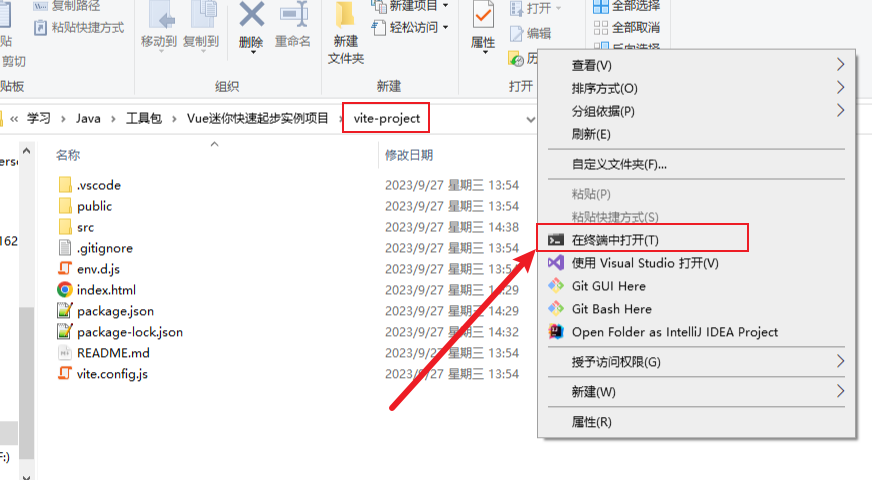 复制路径
粘贴快捷方式
剪切
移动到
复制到
删除
重命名
组织
新建
文件夹
新建项目
轻松访问
新建
属性
打开
编辑
打开
全部选择
全部取消
反向选择
« 学习 > Java > 工具包 > Vue迷你快速起步实例项目 > vite-project
名称 修改日期
.vscode 2023/9/27 星期三 13:54
public 2023/9/27 星期三 13:54
src 2023/9/27 星期三 14:38
.gitignore 2023/9/27 星期三 13:54
env.d.js 2023/9/27 星期三 13:54
index.html 2023/9/27 星期三 14:29
package.json 2023/9/27 星期三 14:29
package-lock.json 2023/9/27 星期三 14:32
README.md 2023/9/27 星期三 13:54
vite.config.js 2023/9/27 星期三 13:54
查看(V)
排序方式(O)
分组依据(P)
刷新(E)
自定义文件夹(F)...
粘贴(P)
粘贴快捷方式(S)
在终端中打开(T)
使用 Visual Studio 打开(V)
Git GUI Here
Git Bash Here
Open Folder as IntelliJ IDEA Project
授予访问权限(G)
新建(W)
属性(R)